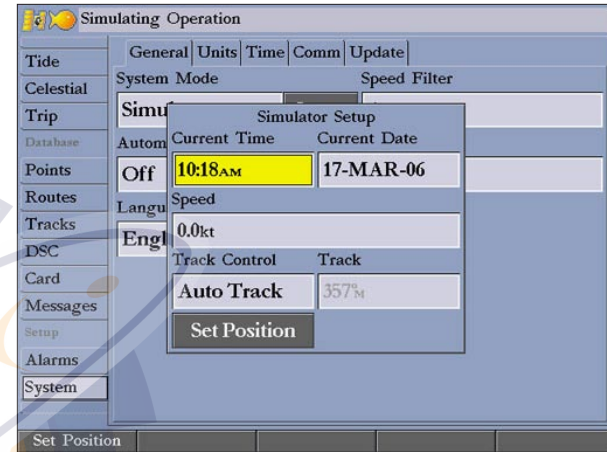 Simulating Operation
Tide
Celestial
Trip
Database
Points
Routes
Tracks
DSC
Card
Messages
Setup
Alarms
System
General Units Time Comm Update
System Mode Speed Filter
Simu
Autom
Off
Langu
Engl
Simulator Setup
Current Time Current Date
10:18AM 17-MAR-06
Speed
0.0kt
Track Control Track
Auto Track 357°M
Set Position
Set Position